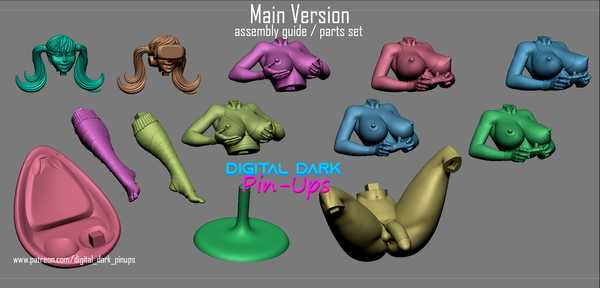 Main Version
assembly guide / parts set
DIGITAL DARK
Pin-Ups
www.patreon.com/digital_dark_pinups